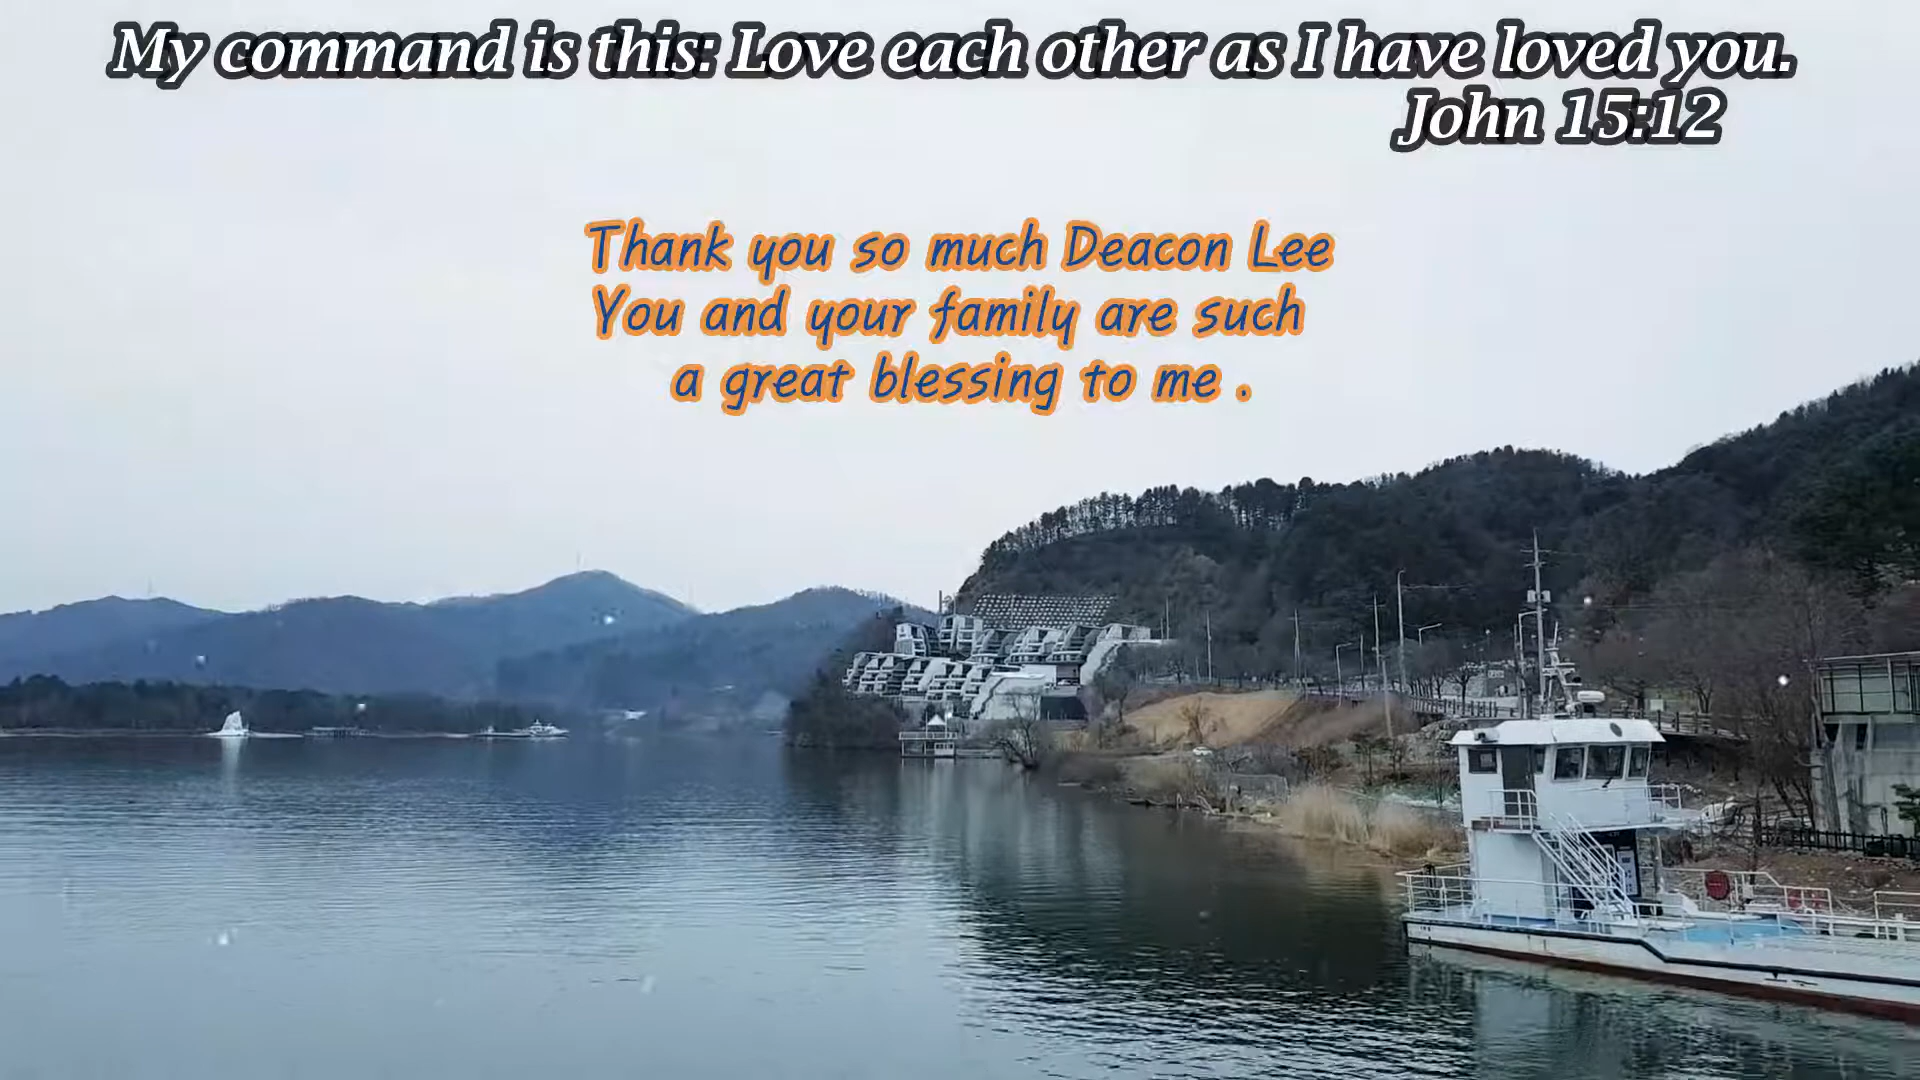 My command is this: Love each other as I have loved you.
John 15:12
Thank you so much Deacon Lee
You and your family are such
a great blessing to me .